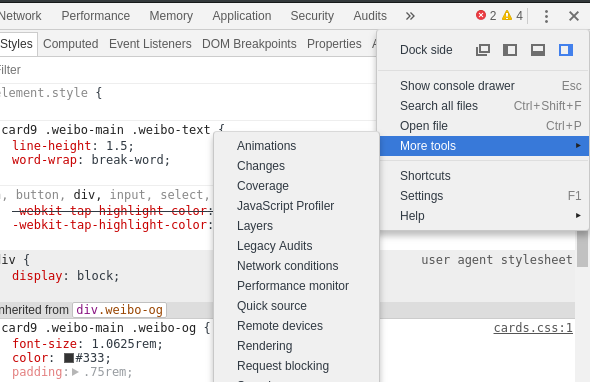 Network Performance Memory Application Security Audits » 2 4
Styles Computed Event Listeners DOM Breakpoints Properties A
Filter
element.style {
card9 .weibo-main .weibo-text {
line-height: 1.5;
word-wrap: break-word;
, button, div, input, select,
-webkit-tap-highlight-color:
-webkit-tap-highlight-color:
div {
user agent stylesheet
display: block;
Inherited from div.weibo-og
card9 .weibo-main .weibo-og {
cards.css:1
font-size: 1.0625rem;
color: #333;
padding: .75rem;
Dock side
Show console drawer Esc
Search all files Ctrl+Shift+F
Open file Ctrl+P
More tools
Shortcuts
Settings F1
Help
Animations
Changes
Coverage
JavaScript Profiler
Layers
Legacy Audits
Network conditions
Performance monitor
Quick source
Remote devices
Rendering
Request blocking